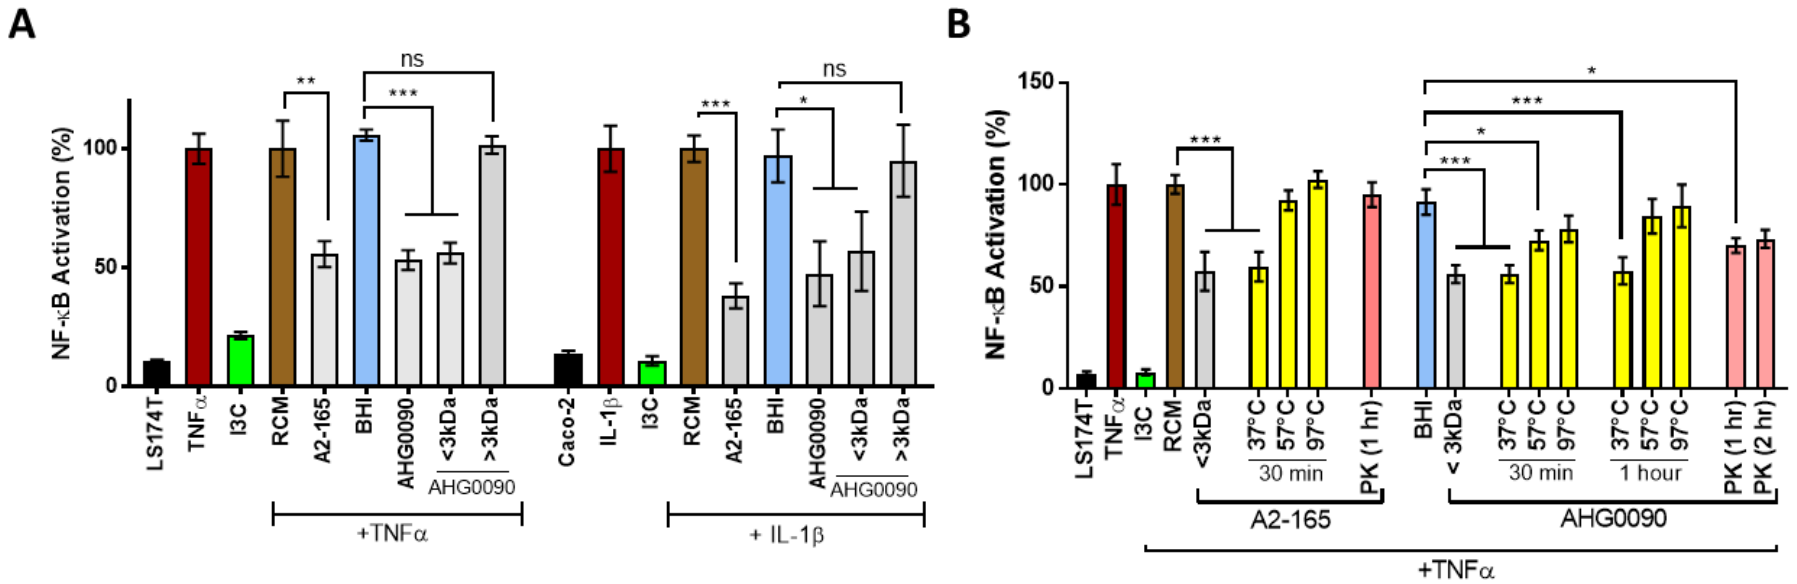 A
NF-κB Activation (%)
100
50
0
** *** ns
*** * ns
LS174T TNFα I3C RCM A2-165 BHI AHG0090 <3kDa >3kDa
AHG0090
+TNFα
Caco-2 IL-1β I3C RCM A2-165 BHI AHG0090 <3kDa >3kDa
AHG0090
+ IL-1β
B
NF-κB Activation (%)
150
100
50
0
***
*** * *** *
LS174T TNFα I3C RCM <3kDa 37°C 57°C 97°C PK (1 hr) BHI < 3kDa 37°C 57°C 97°C 37°C 57°C 97°C PK (1 hr) PK (2 hr)
30 min 30 min 1 hour
A2-165 AHG0090
+TNFα